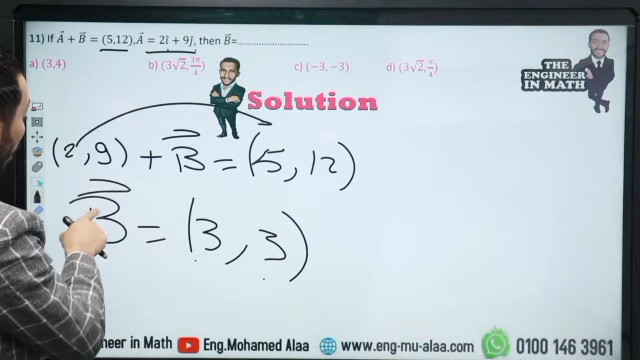 11) If A⃗ + B⃗ = (5,12), A⃗ = 2î + 9ĵ, then B⃗=..............................
a) (3,4) b) (3√2, 3π/4) c) (−3,−3) d) (3√2, π/4)
THE ENGINEER IN MATH
Solution
(2,9) + B⃗ = (5,12)
B⃗ = (3,3)
neer in Math Eng.Mohamed Alaa www.eng-mu-alaa.com 0100 146 3961